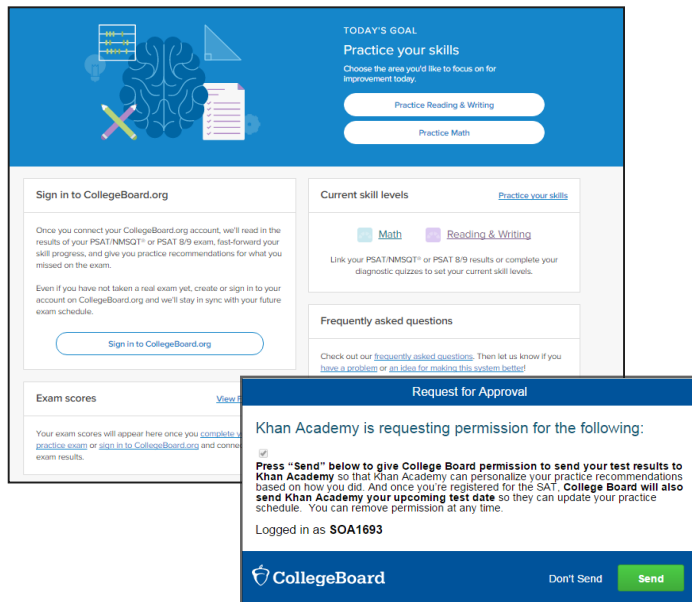 TODAY'S GOAL
Practice your skills
Choose the area you'd like to focus on for
improvement today.
Practice Reading & Writing
Practice Math
Sign in to CollegeBoard.org
Once you connect your CollegeBoard.org account, we'll read in the
results of your PSAT/NMSQT® or PSAT 8/9 exam, fast-forward your
skill progress, and give you practice recommendations for what you
missed on the exam.
Even if you have not taken a real exam yet, create or sign in to your
account on CollegeBoard.org and we'll stay in sync with your future
exam schedule.
Sign in to CollegeBoard.org
Current skill levels
Practice your skills
Math
Reading & Writing
Link your PSAT/NMSQT® or PSAT 8/9 results or complete your
diagnostic quizzes to set your current skill levels.
Frequently asked questions
Check out our frequently asked questions. Then let us know if you
have a problem or an idea for making this system better!
Exam scores
View
Your exam scores will appear here once you complete
practice exam or sign in to CollegeBoard.org and
exam results.
Request for Approval
Khan Academy is requesting permission for the following:
Press “Send” below to give College Board permission to send your test results to
Khan Academy so that Khan Academy can personalize your practice recommendations
based on how you did. And once you're registered for the SAT, College Board will also
send Khan Academy your upcoming test date so they can update your practice
schedule. You can remove permission at any time.
Logged in as SOA1693
CollegeBoard
Don't Send
Send